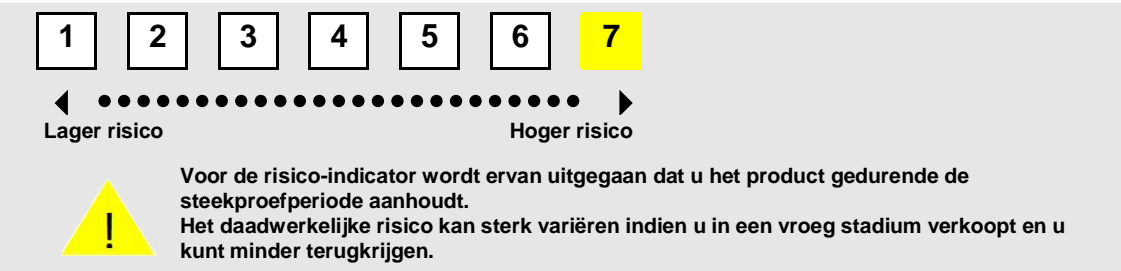 1 2 3 4 5 6 7
Lager risico Hoger risico
Voor de risico-indicator wordt ervan uitgegaan dat u het product gedurende de
steekproefperiode aanhoudt.
Het daadwerkelijke risico kan sterk variëren indien u in een vroeg stadium verkoopt en u
kunt minder terugkrijgen.
!